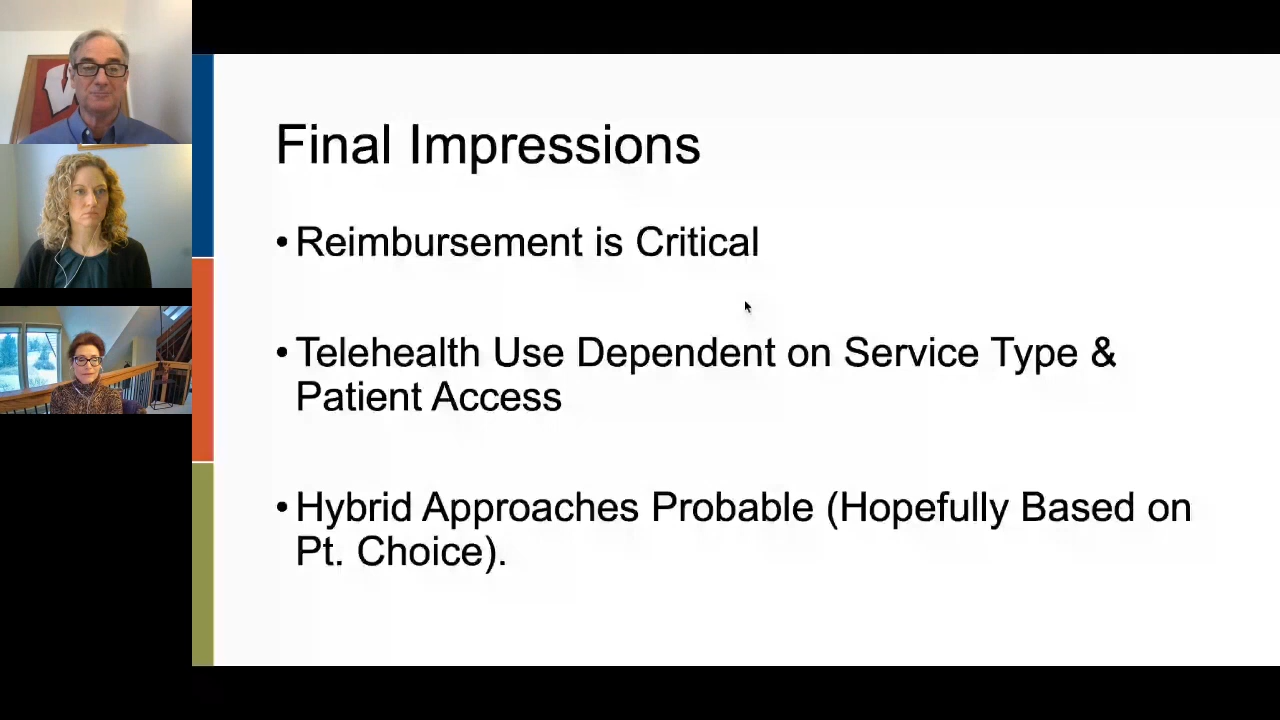 Final Impressions
• Reimbursement is Critical
• Telehealth Use Dependent on Service Type &
Patient Access
• Hybrid Approaches Probable (Hopefully Based on
Pt. Choice).
W